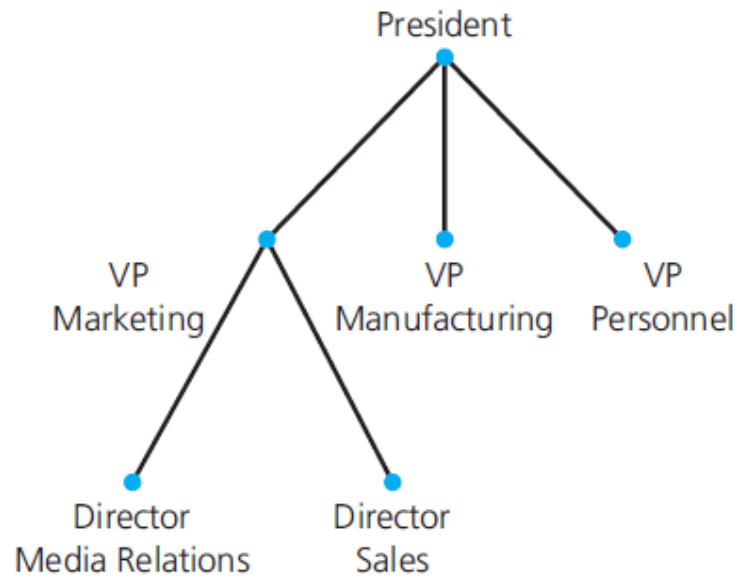 President
VP
Marketing
VP
Manufacturing
VP
Personnel
Director
Media Relations
Director
Sales